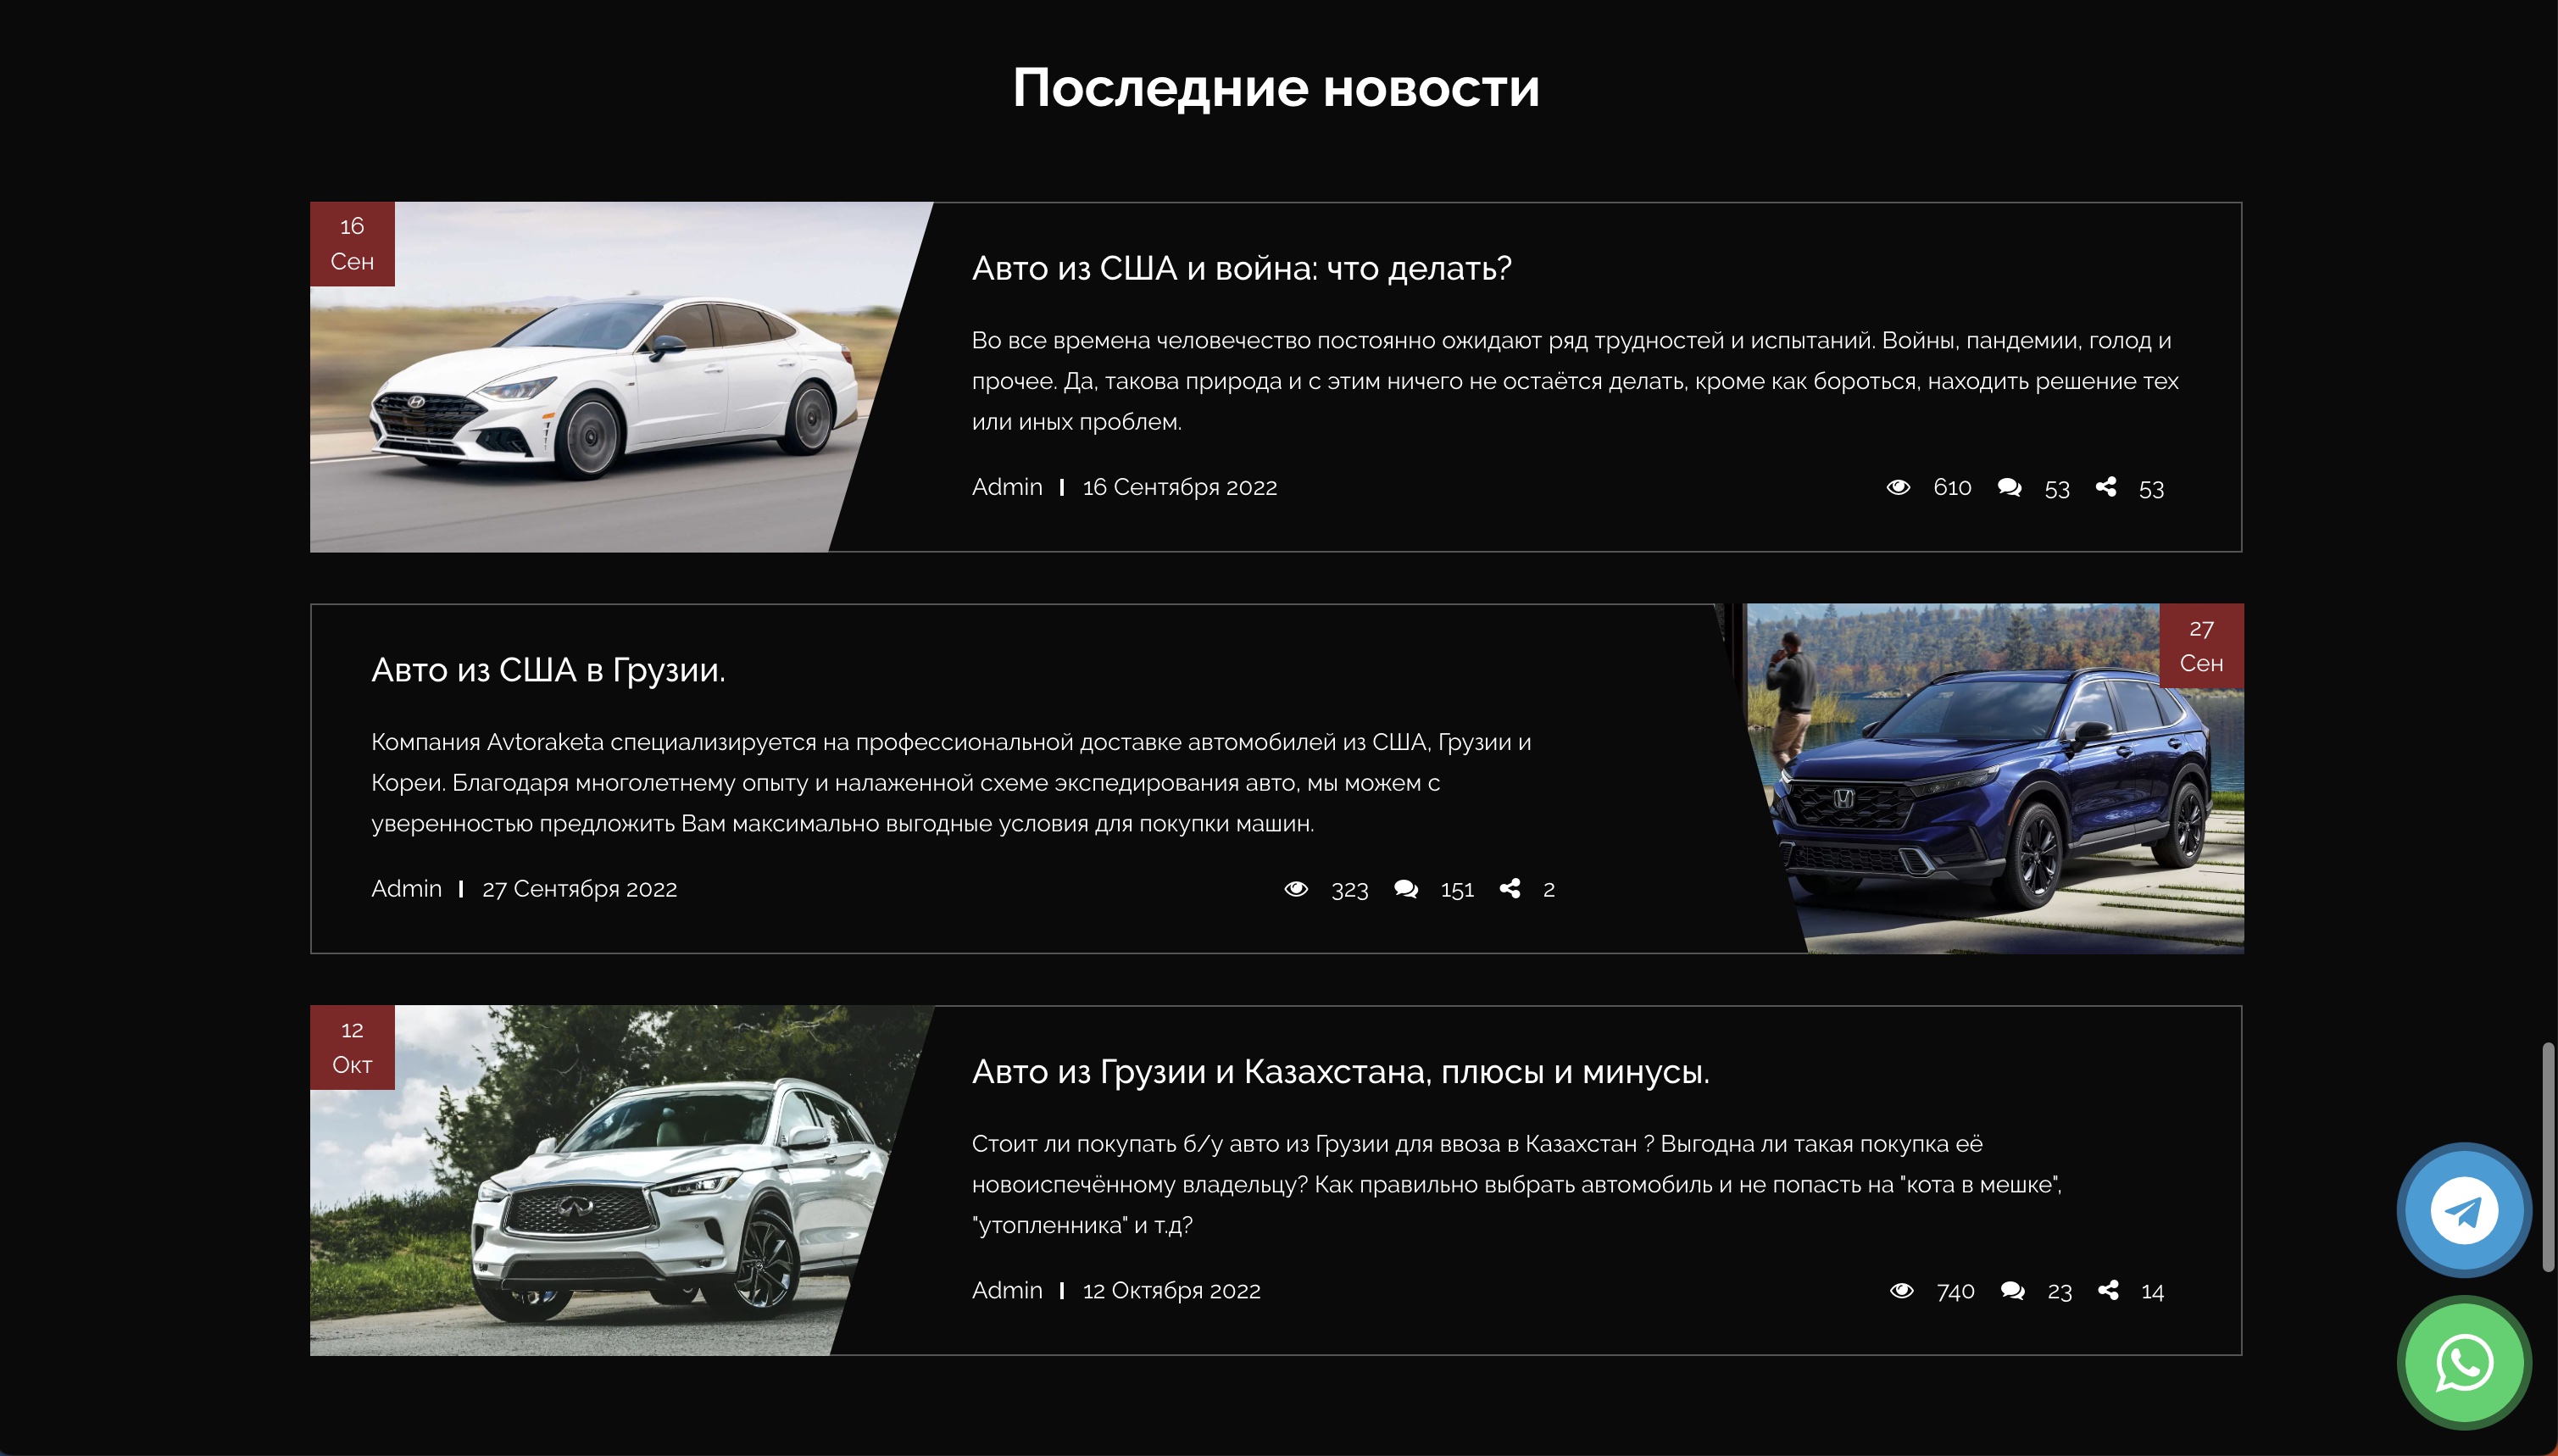 Последние новости
16
Сен
Авто из США и война: что делать?
Во все времена человечество постоянно ожидают ряд трудностей и испытаний. Войны, пандемии, голод и
прочее. Да, такова природа и с этим ничего не остаётся делать, кроме как бороться, находить решение тех
или иных проблем.
Admin 16 Сентября 2022 610 53 53
Авто из США в Грузии.
Компания Avtoraketa специализируется на профессиональной доставке автомобилей из США, Грузии и
Кореи. Благодаря многолетнему опыту и налаженной схеме экспедирования авто, мы можем с
уверенностью предложить Вам максимально выгодные условия для покупки машин.
Admin 27 Сентября 2022 323 151 2
27
Сен
12
Окт
Авто из Грузии и Казахстана, плюсы и минусы.
Стоит ли покупать б/у авто из Грузии для ввоза в Казахстан ? Выгодна ли такая покупка её
новоиспечённому владельцу? Как правильно выбрать автомобиль и не попасть на "кота в мешке",
"утопленника" и т.д?
Admin 12 Октября 2022 740 23 14